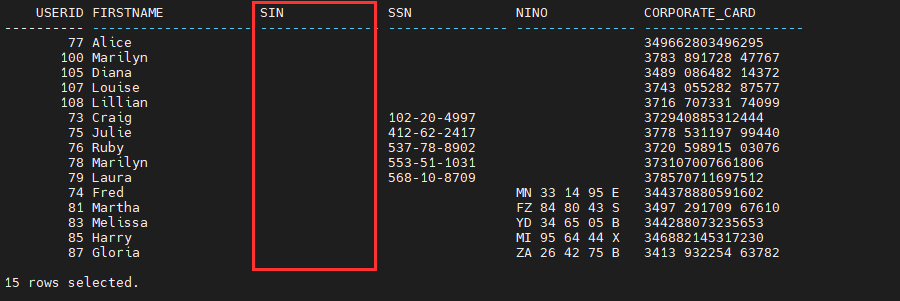 USERID FIRSTNAME SIN SSN NINO CORPORATE_CARD
---------- -------------------- --------------- --------------- --------------- --------------------
77 Alice 349662803496295
100 Marilyn 3783 891728 47767
105 Diana 3489 086482 14372
107 Louise 3743 055282 87577
108 Lillian 3716 707331 74099
73 Craig 102-20-4997 372940885312444
75 Julie 412-62-2417 3778 531197 99440
76 Ruby 537-78-8902 3720 598915 03076
78 Marilyn 553-51-1031 373107007661806
79 Laura 568-10-8709 378570711697512
74 Fred MN 33 14 95 E 344378880591602
81 Martha FZ 84 80 43 S 3497 291709 67610
83 Melissa YD 34 65 05 B 344288073235653
85 Harry MI 95 64 44 X 346882145317230
87 Gloria ZA 26 42 75 B 3413 932254 63782
15 rows selected.